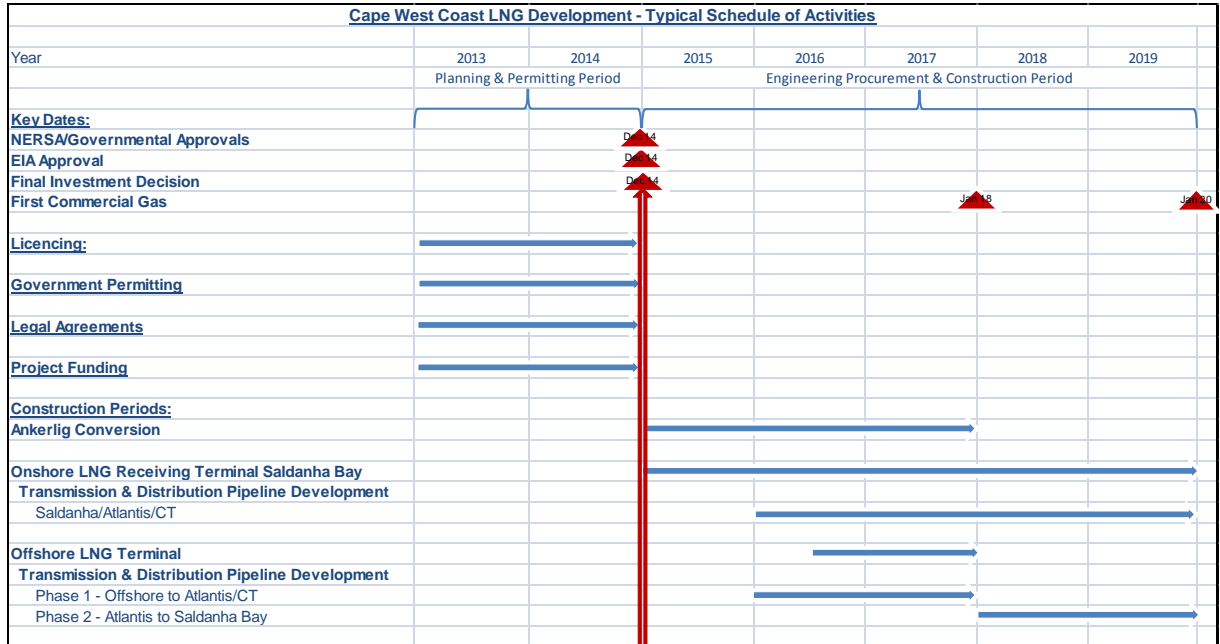 Cape West Coast LNG Development - Typical Schedule of Activities
Year 2013 2014 2015 2016 2017 2018 2019
Planning & Permitting Period Engineering Procurement & Construction Period
Key Dates:
NERSA/Governmental Approvals Dec 14
EIA Approval Dec 14
Final Investment Decision Dec 14
First Commercial Gas Jan 18 Jan 20
Licencing:
Government Permitting
Legal Agreements
Project Funding
Construction Periods:
Ankerlig Conversion
Onshore LNG Receiving Terminal Saldanha Bay
Transmission & Distribution Pipeline Development
Saldanha/Atlantis/CT
Offshore LNG Terminal
Transmission & Distribution Pipeline Development
Phase 1 - Offshore to Atlantis/CT
Phase 2 - Atlantis to Saldanha Bay